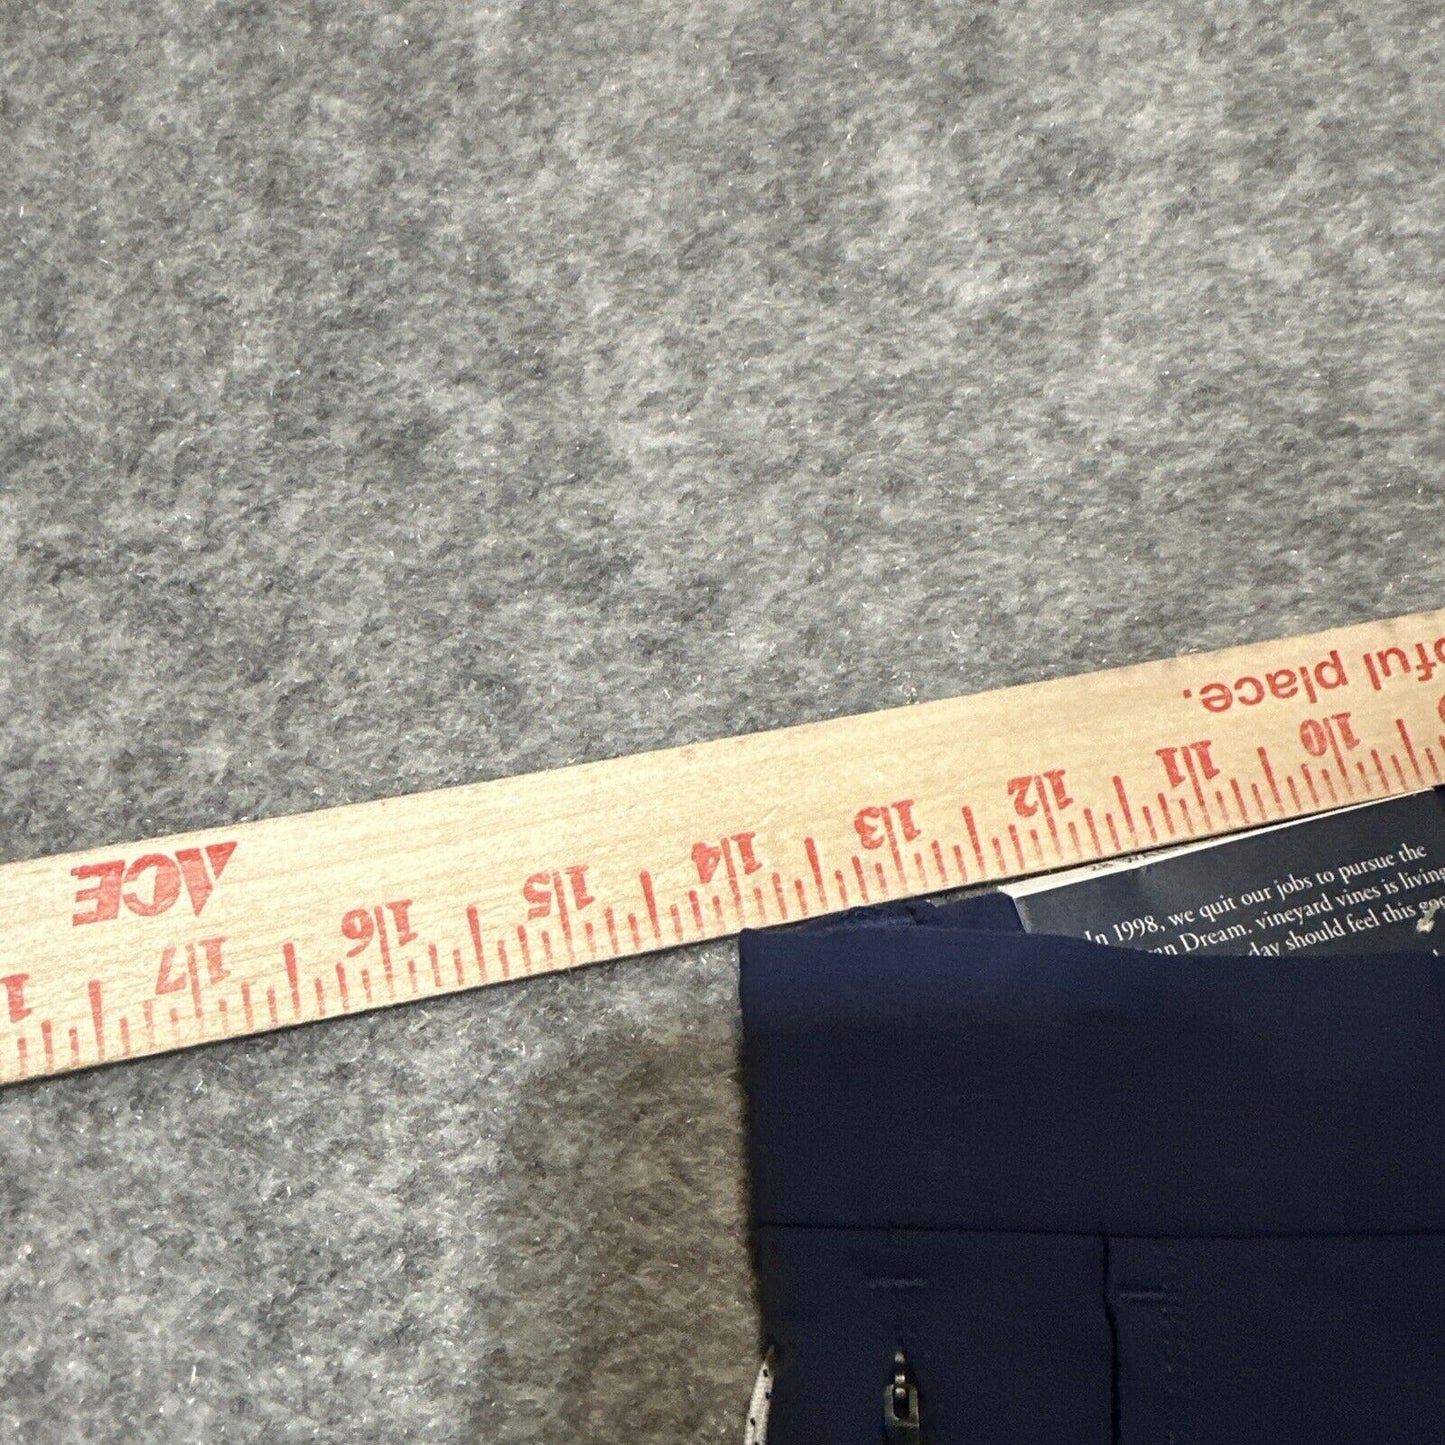 ful place.
ACE
17 16 15 14 13 12 11 10
In 1998, we quit our jobs to pursue the
Dream. vineyard vines is living
day should feel this